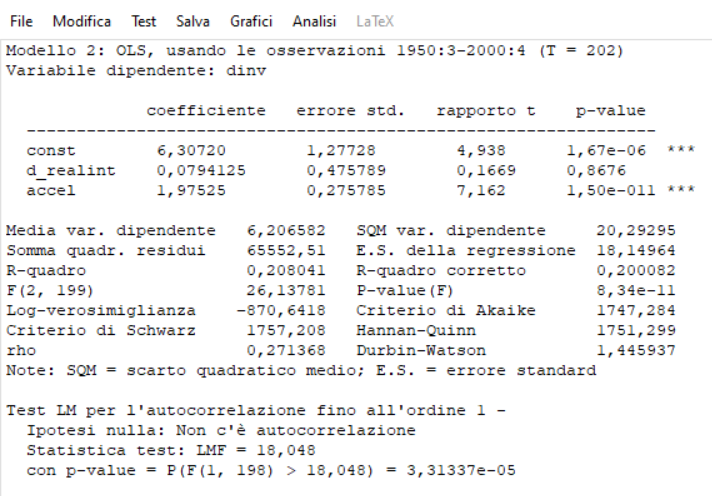 File Modifica Test Salva Grafici Analisi LaTeX
Modello 2: OLS, usando le osservazioni 1950:3-2000:4 (T = 202)
Variabile dipendente: dinv
coefficiente errore std. rapporto t p-value
----------------------------------------------------------------
const 6,30720 1,27728 4,938 1,67e-06 ***
d_realint 0,0794125 0,475789 0,1669 0,8676
accel 1,97525 0,275785 7,162 1,50e-011 ***
Media var. dipendente 6,206582 SQM var. dipendente 20,29295
Somma quadr. residui 65552,51 E.S. della regressione 18,14964
R-quadro 0,208041 R-quadro corretto 0,200082
F(2, 199) 26,13781 P-value(F) 8,34e-11
Log-verosimiglianza -870,6418 Criterio di Akaike 1747,284
Criterio di Schwarz 1757,208 Hannan-Quinn 1751,299
rho 0,271368 Durbin-Watson 1,445937
Note: SQM = scarto quadratico medio; E.S. = errore standard
Test LM per l'autocorrelazione fino all'ordine 1 -
Ipotesi nulla: Non c'è autocorrelazione
Statistica test: LMF = 18,048
con p-value = P(F(1, 198) > 18,048) = 3,31337e-05